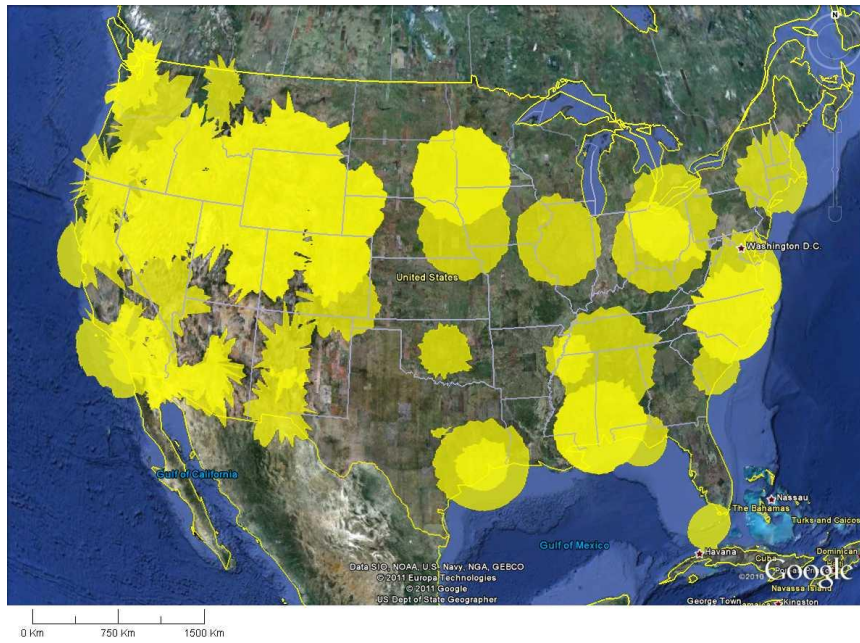 N
Washington D.C.
United States
Gulf of California
Nassau
The Bahamas
Turks and Caicos
Gulf of Mexico
Havana
Cuba
Dominican
Data SIO, NOAA, U.S. Navy, NGA, GEBCO
© 2011 Europa Technologies
© 2011 Google
US Dept of State Geographer
©2010 Google
Navassa Island
George Town
Kingston
0 Km 750 Km 1500 Km